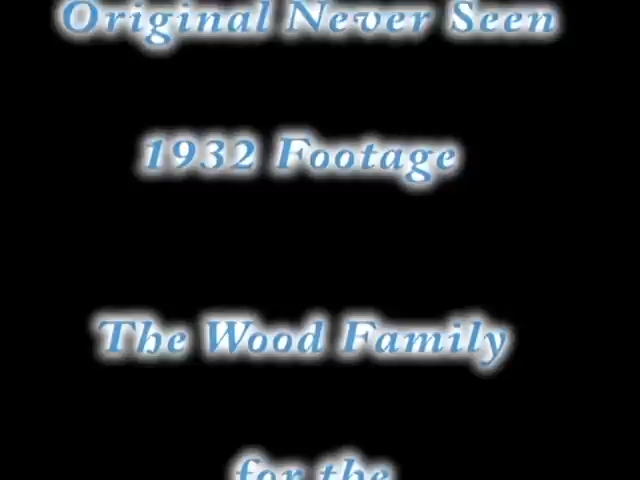 Original Never Seen
1932 Footage
The Wood Family
for the